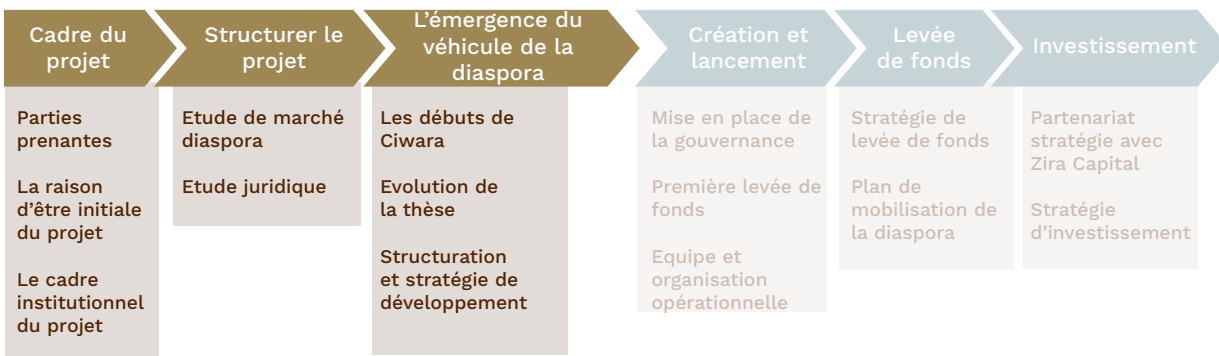 Cadre du
projet
Structurer le
projet
L'émergence du
véhicule de la
diaspora
Création et
lancement
Levée
de fonds
Investissement
Parties
prenantes
La raison
d'être initiale
du projet
Le cadre
institutionnel
du projet
Etude de marché
diaspora
Etude juridique
Les débuts de
Ciwara
Evolution de
la thèse
Structuration
et stratégie de
développement
Mise en place de
la gouvernance
Première levée de
fonds
Equipe et
organisation
opérationnelle
Stratégie de
levée de fonds
Plan de
mobilisation de
la diaspora
Partenariat
stratégie avec
Zira Capital
Stratégie
d'investissement